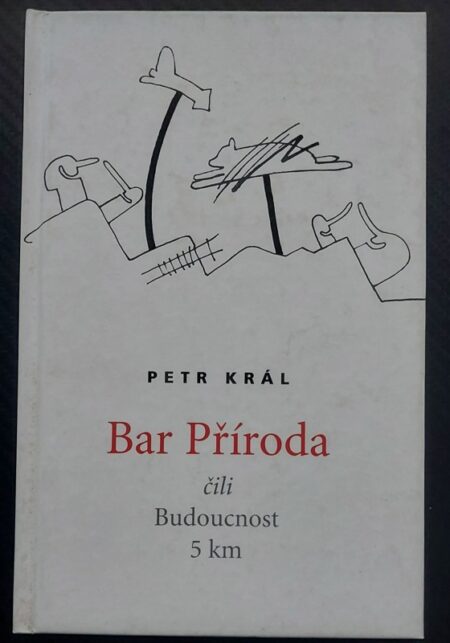 PETR KRÁL
Bar Příroda
čili
Budoucnost
5 km